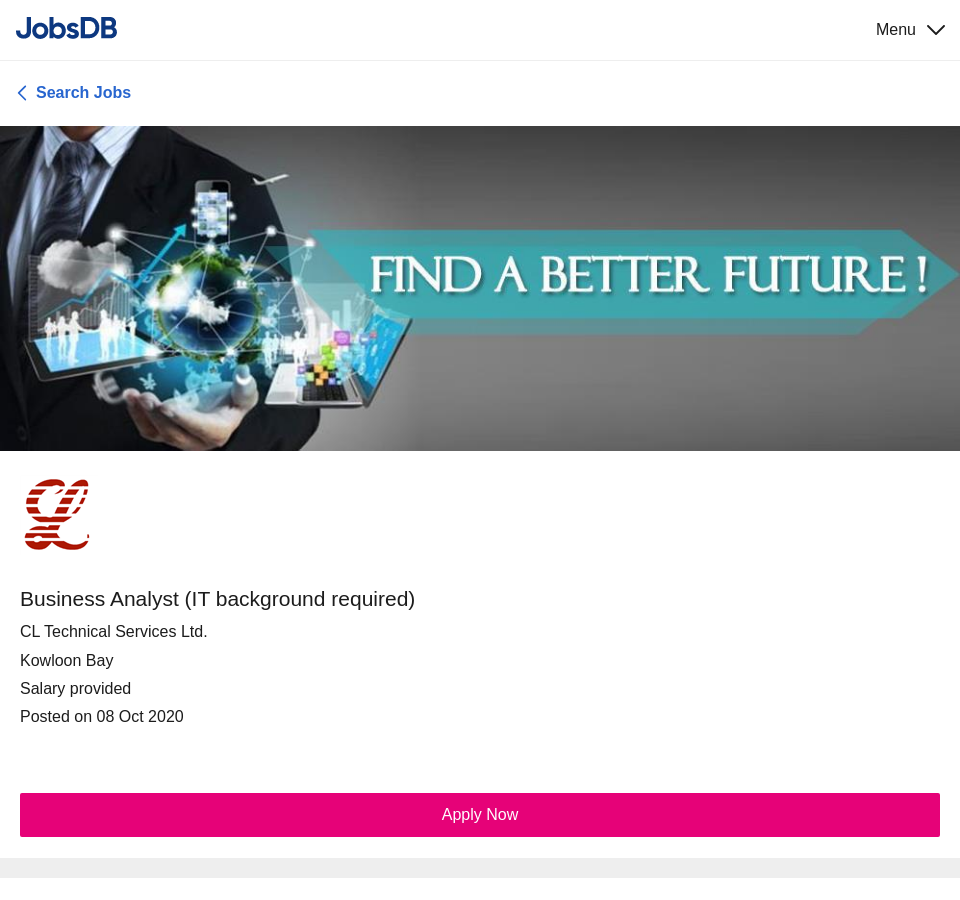 JobsDB
Menu
Search Jobs
FIND A BETTER FUTURE !
CL
Business Analyst (IT background required)
CL Technical Services Ltd.
Kowloon Bay
Salary provided
Posted on 08 Oct 2020
Apply Now